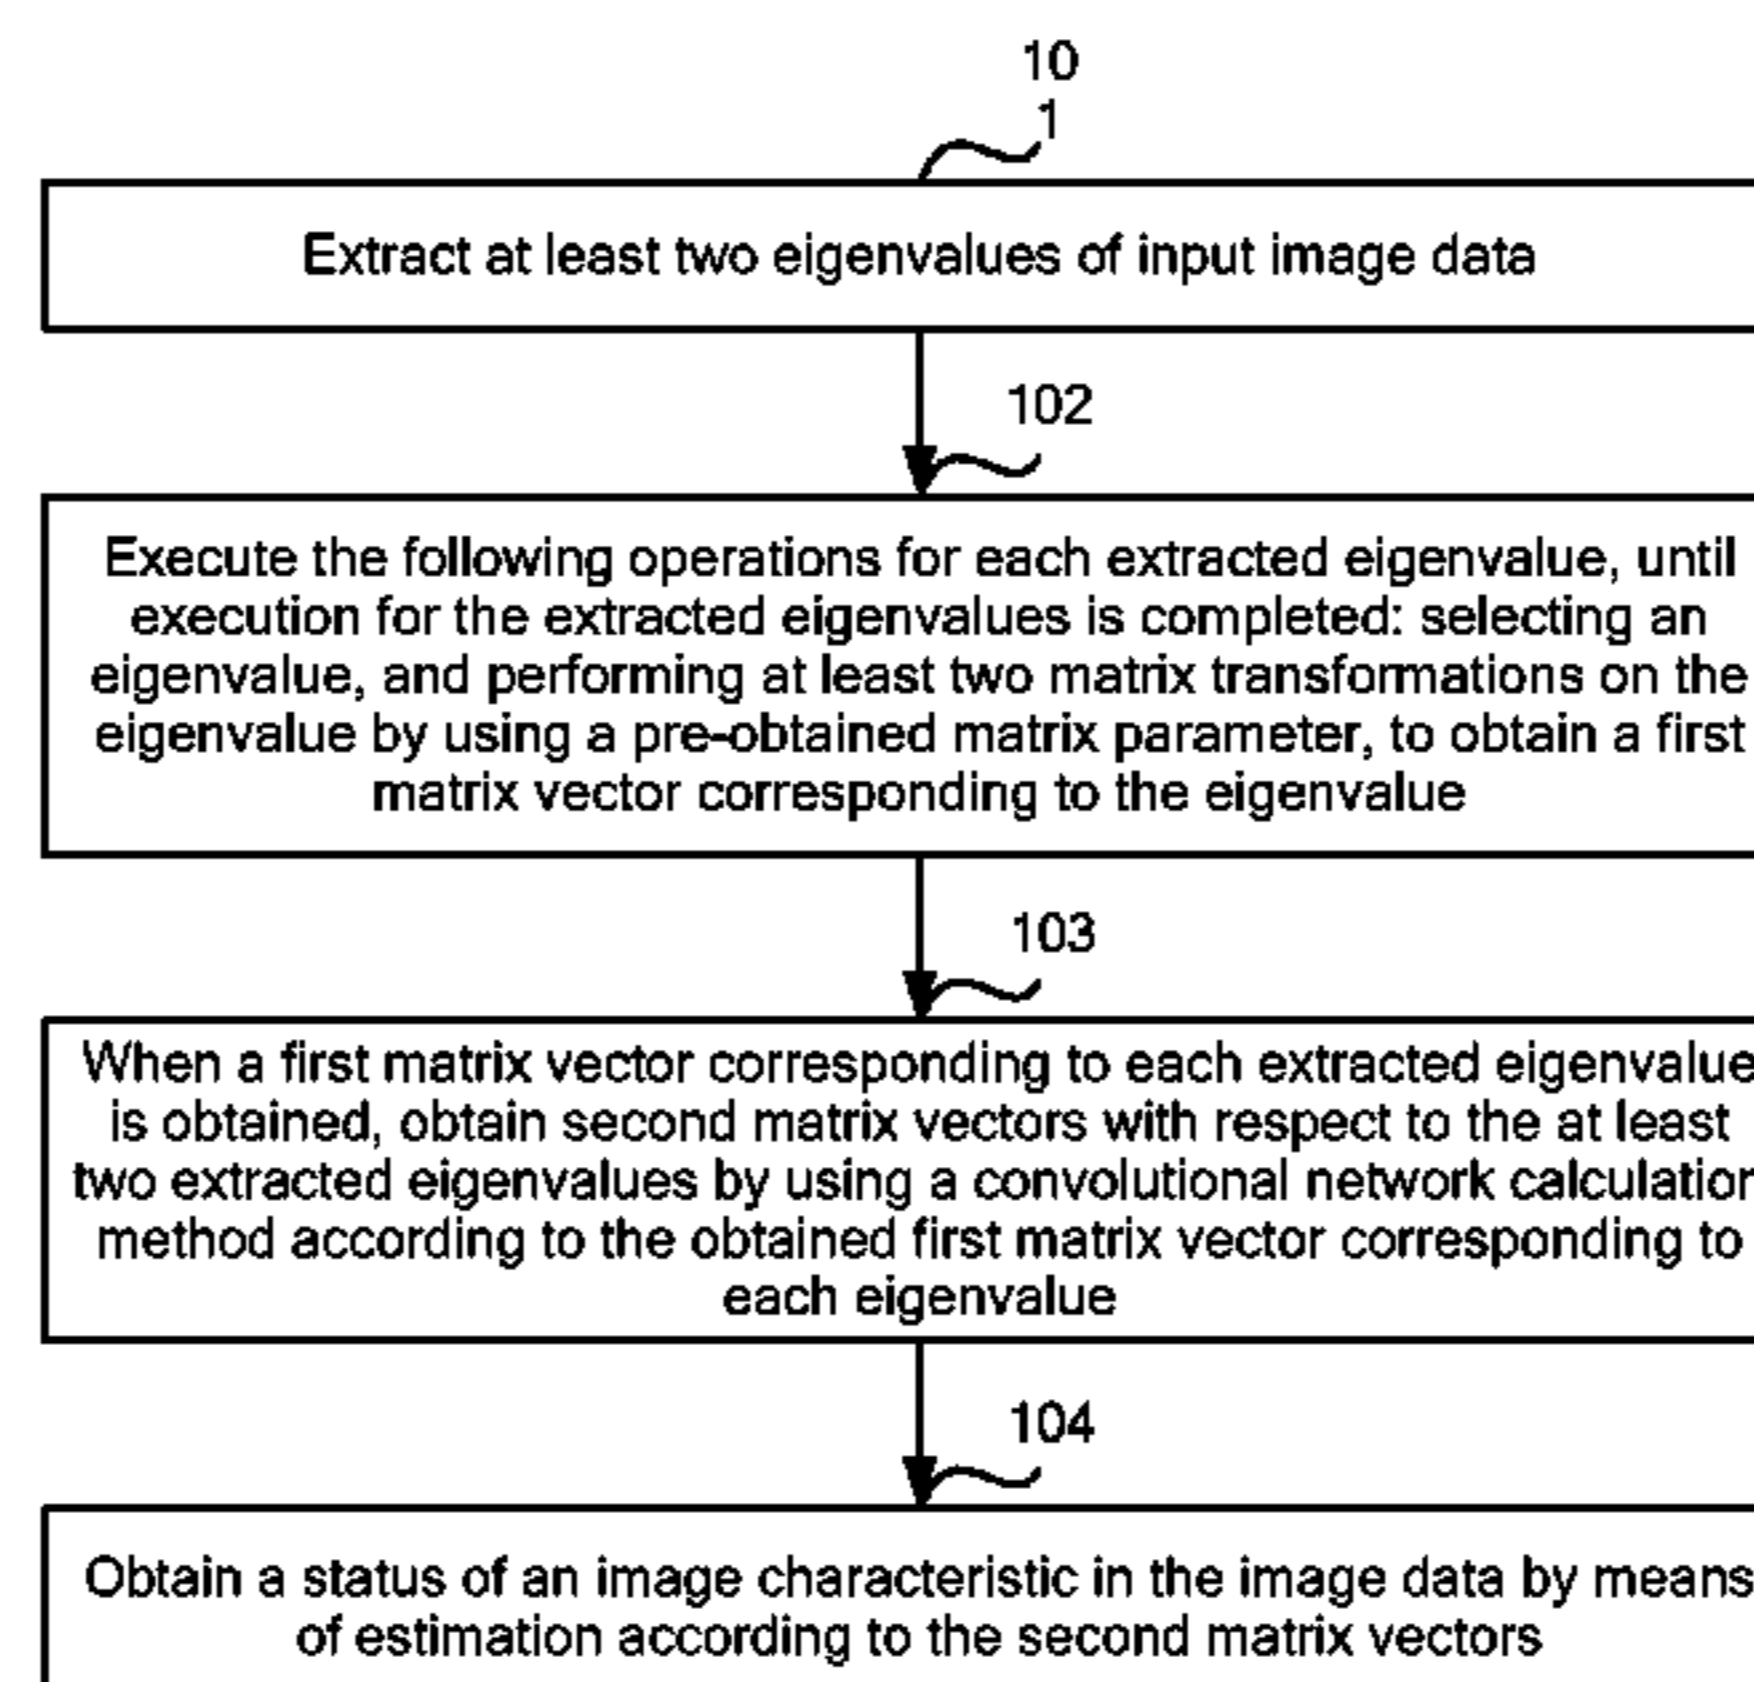 10
1
Extract at least two eigenvalues of input image data
102
Execute the following operations for each extracted eigenvalue, until
execution for the extracted eigenvalues is completed: selecting an
eigenvalue, and performing at least two matrix transformations on the
eigenvalue by using a pre-obtained matrix parameter, to obtain a first
matrix vector corresponding to the eigenvalue
103
When a first matrix vector corresponding to each extracted eigenvalue
is obtained, obtain second matrix vectors with respect to the at least
two extracted eigenvalues by using a convolutional network calculation
method according to the obtained first matrix vector corresponding to
each eigenvalue
104
Obtain a status of an image characteristic in the image data by means
of estimation according to the second matrix vectors